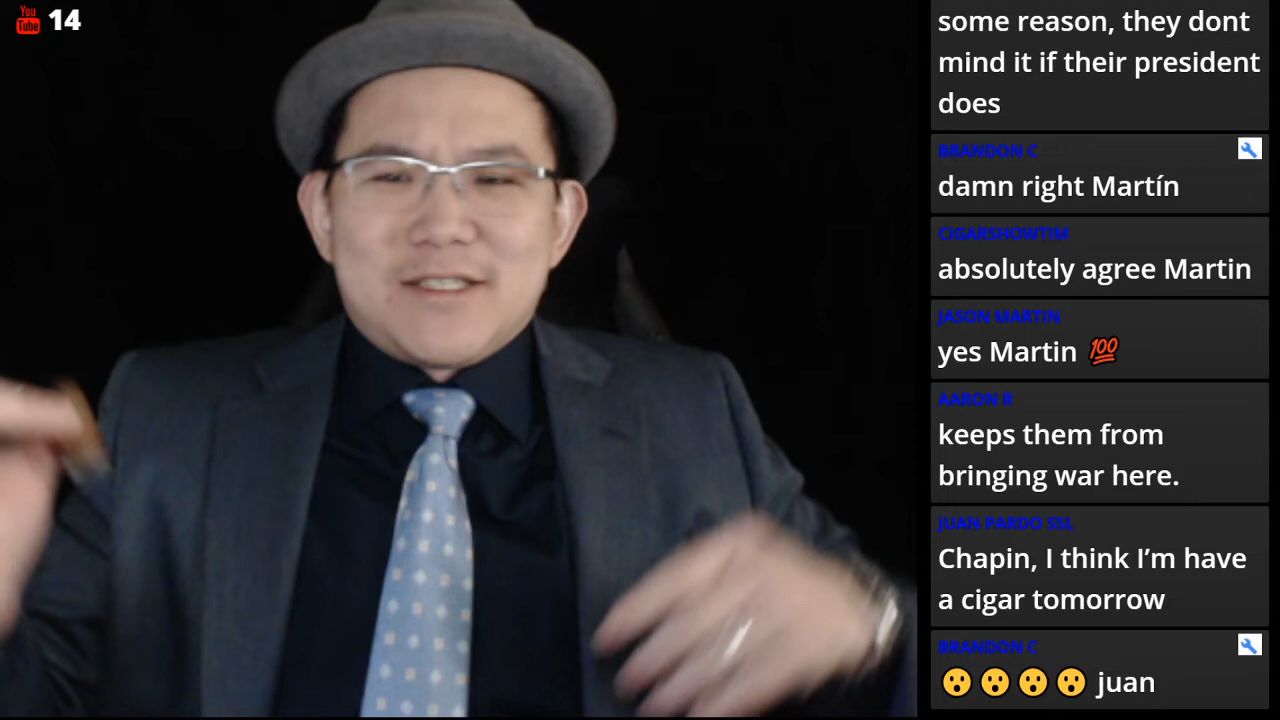 You
Tube 14
some reason, they dont
mind it if their president
does
BRANDON C
damn right Martín
CIGARSHOWTIM
absolutely agree Martin
JASON MARTIN
yes Martin 💯
AARON R
keeps them from
bringing war here.
JUAN PARDO SSL
Chapin, I think I’m have
a cigar tomorrow
BRANDON C
😮 😮 😮 😮 juan